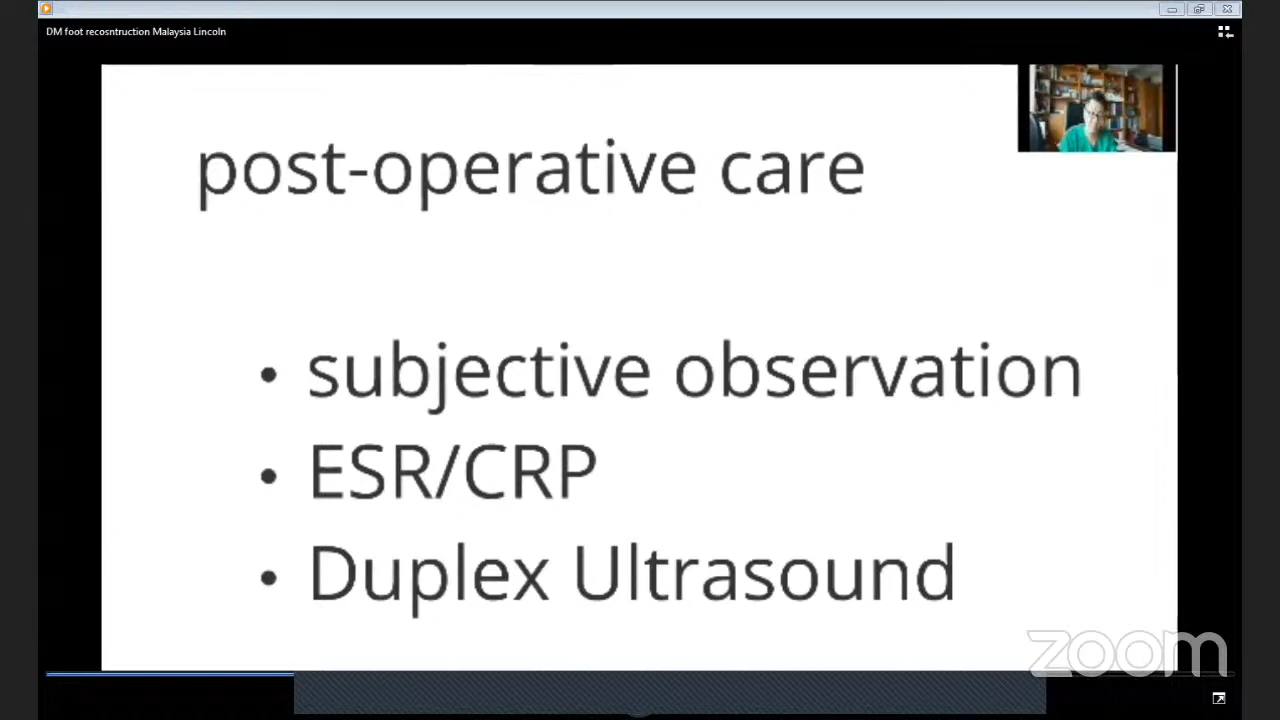 DM foot recosntruction Malaysia Lincoln
post-operative care
• subjective observation
• ESR/CRP
• Duplex Ultrasound
zoom